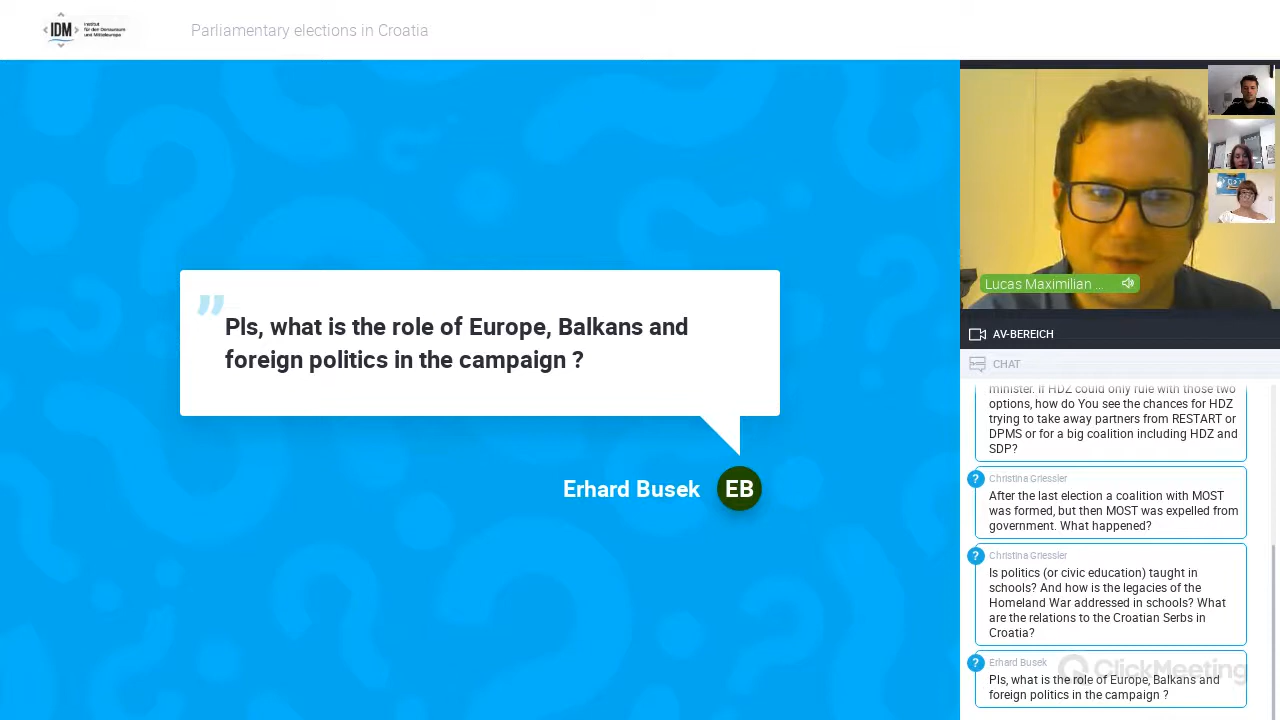 IDM
Institut
für den Donauraum
und Mitteleuropa
Parliamentary elections in Croatia
Pls, what is the role of Europe, Balkans and
foreign politics in the campaign ?
Erhard Busek
EB
Lucas Maximilian ...
AV-BEREICH
CHAT
minister. If HDZ could only rule with those two
options, how do You see the chances for HDZ
trying to take away partners from RESTART or
DPMS or for a big coalition including HDZ and
SDP?
?
Christina Griessler
After the last election a coalition with MOST
was formed, but then MOST was expelled from
government. What happened?
?
Christina Griessler
Is politics (or civic education) taught in
schools? And how is the legacies of the
Homeland War addressed in schools? What
are the relations to the Croatian Serbs in
Croatia?
?
Erhard Busek
ClickMeeting
Pls, what is the role of Europe, Balkans and
foreign politics in the campaign ?